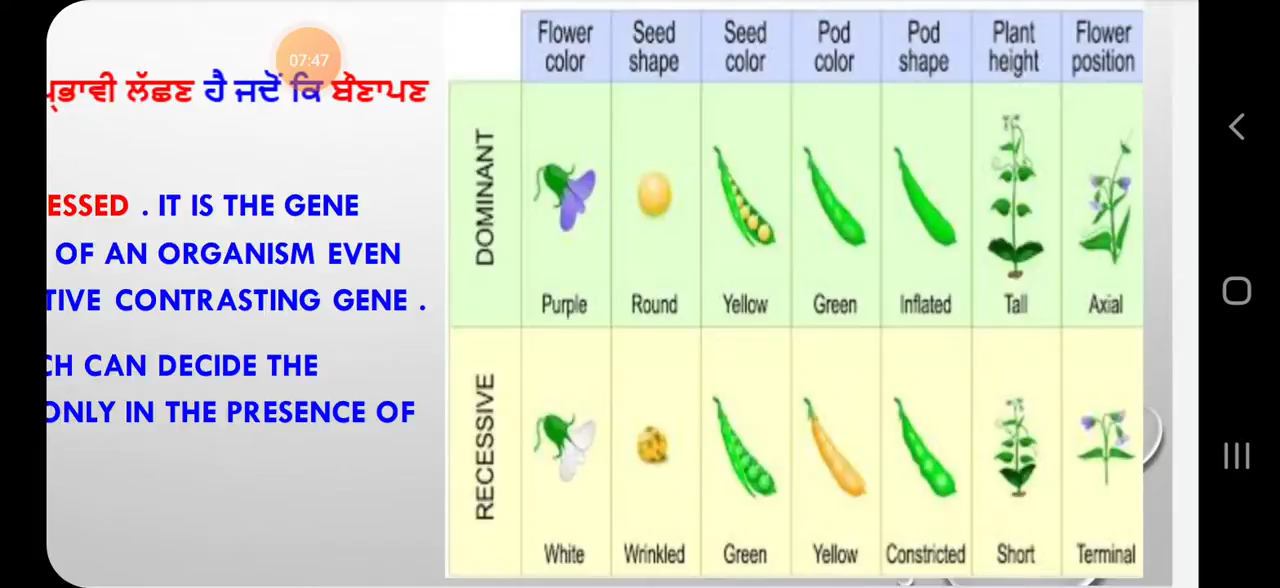 07:47
ਲੱਛਣ ਹੈ ਜਦੋਂ ਕਿ ਬੌਣਾਪਣ
ESSED . IT IS THE GENE
OF AN ORGANISM EVEN
TIVE CONTRASTING GENE .
CH CAN DECIDE THE
ONLY IN THE PRESENCE OF
Flower color Seed shape Seed color Pod color Pod shape Plant height Flower position
DOMINANT
Purple Round Yellow Green Inflated Tall Axial
RECESSIVE
White Wrinkled Green Yellow Constricted Short Terminal